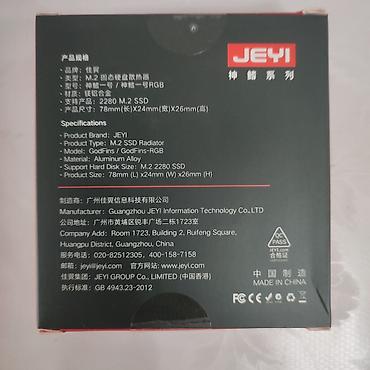 产品规格
JEYI
神鳍系列
• 品牌：佳翼
• 类型：M.2 固态硬盘散热器
• 型号：神鳍一号 / 神鳍一号RGB
• 材质：镁铝合金
• 支持产品：2280 M.2 SSD
• 产品尺寸：78mm(长)X24mm(宽)X26mm(高)
Specifications
• Product Brand：JEYI
• Product Type：M.2 SSD Radiator
• Model：GodFins / GodFins-RGB
• Material：Aluminum Alloy
• Support Hard Disk Size：M.2 2280 SSD
• Product Size：78mm (L) x24mm (W) x26mm (H)
制造商：广州佳翼信息科技有限公司
Manufacturer：Guangzhou JEYI Information Technology Co.,LTD
公司地址：广州市黄埔区锐丰广场二栋1723室
Company Add：Room 1723, Building 2, Ruifeng Square,
Huangpu District, Guangzhou City, China
服务电话：020-82512305，400-158-7158
邮箱：jeyi@jeyi.com 官方网站：www.jeyi.com
佳翼集团：JEYI GROUP Co., LIMITED (中国香港)
执行标准：GB 4943.23-2012
QC
PASS
JEYI.COM
合格证
中国制造
MADE IN CHINA
CE FC